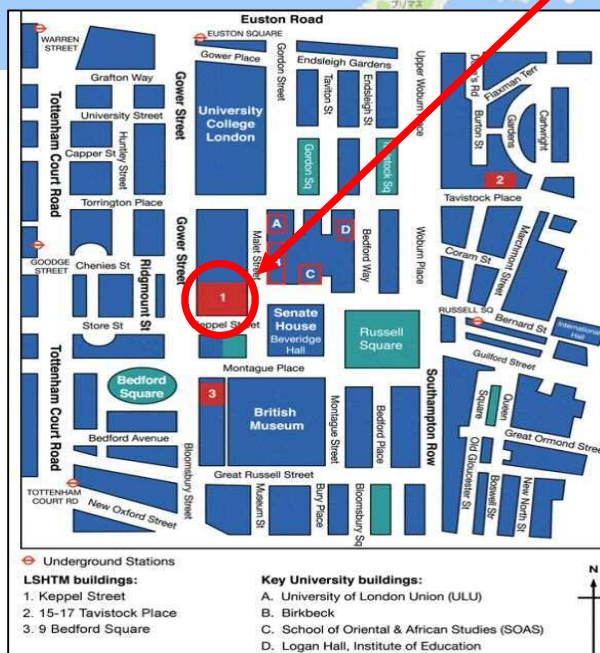 プリマス
Euston Road
WARREN
STREET
EUSTON SQUARE
Gower Place
Gordon Street
Endsleigh Gardens
Grafton Way
Gower Street
Taviton St
Endsleigh St
Upper Woburn Place
Flaxman Terr
Burton St
Gardens
Cartwright
Tottenham Court Road
University Street
Huntley Street
University
College
London
Capper St
Gordon Sq
2
Torrington Place
Tavistock Place
Gower Street
Malet Street
A
D
C
Bedford Way
Woburn Place
Coram St
Marchmont Street
GOODGE
STREET
Chenies St
Ridgmount St
1
RUSSELL SQ
Bernard St
International
Hall
Store St
Keppel Street
Senate
House
Beveridge
Hall
Russell
Square
Guilford Street
Montague Place
Tottenham Court Road
Bedford
Square
3
British
Museum
Montague Street
Bedford Place
Southampton Row
Queen
Square
Great Ormond Street
Bedford Avenue
Bloomsbury Street
Old Gloucester St
Boswell Str
New North St
Great Russell Street
TOTTENHAM
COURT RD
New Oxford Street
Museum St
Bury Place
Bloomsbury Sq
Underground Stations
N
LSHTM buildings:
1. Keppel Street
2. 15-17 Tavistock Place
3. 9 Bedford Square
Key University buildings:
A. University of London Union (ULU)
B. Birkbeck
C. School of Oriental & African Studies (SOAS)
D. Logan Hall, Institute of Education